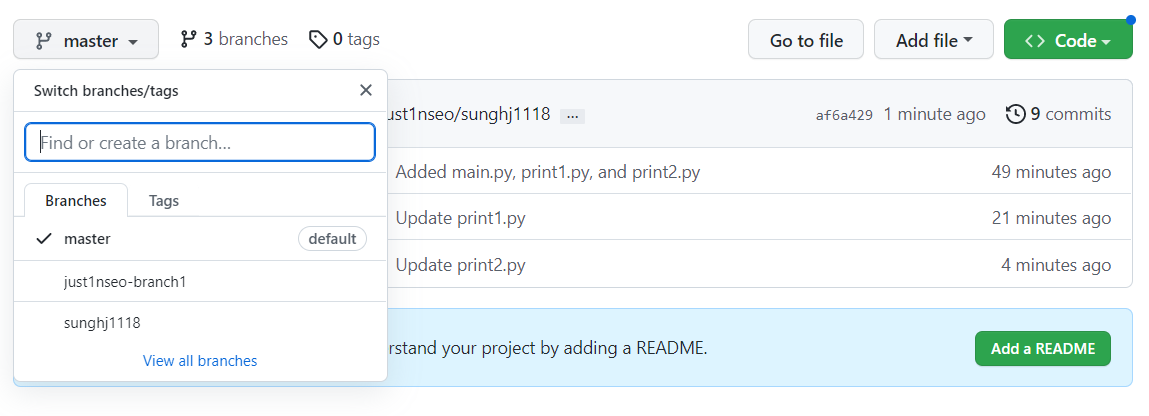 master 3 branches 0 tags Go to file Add file Code
Switch branches/tags
Find or create a branch...
Branches Tags
master default
just1nseo-branch1
sunghj1118
View all branches
ust1nseo/sunghj1118 ... af6a429 1 minute ago 9 commits
Added main.py, print1.py, and print2.py 49 minutes ago
Update print1.py 21 minutes ago
Update print2.py 4 minutes ago
rstand your project by adding a README. Add a README